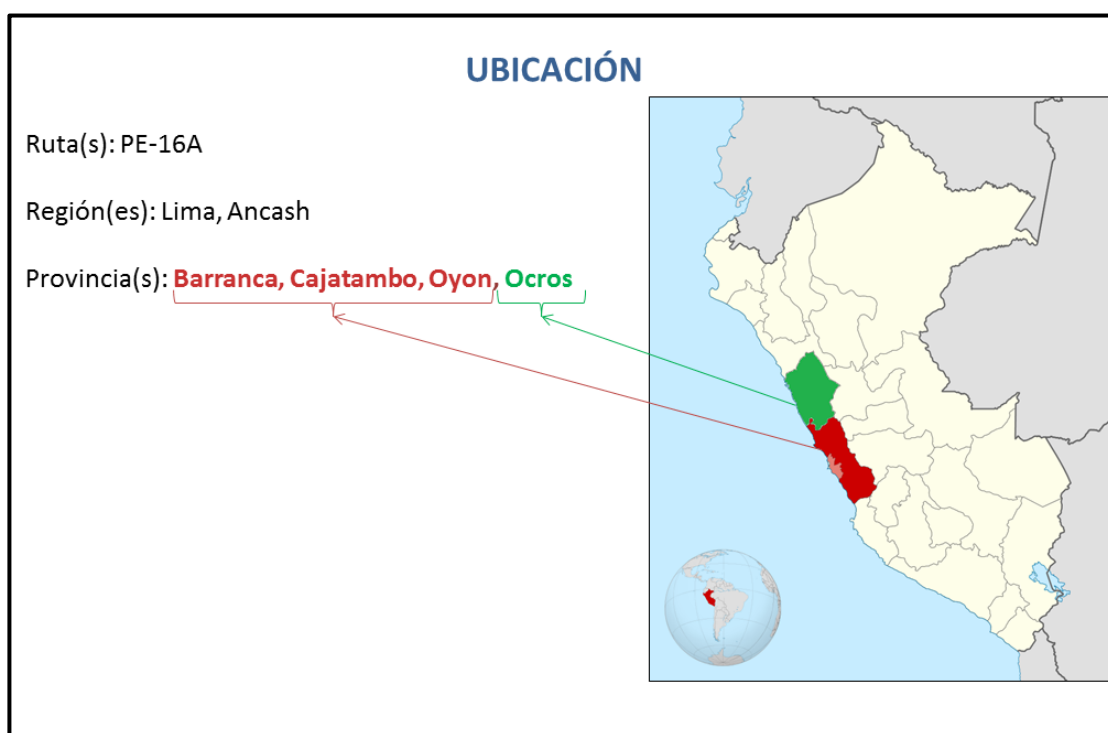 UBICACIÓN
Ruta(s): PE-16A
Región(es): Lima, Ancash
Provincia(s): Barranca, Cajatambo, Oyon, Ocros